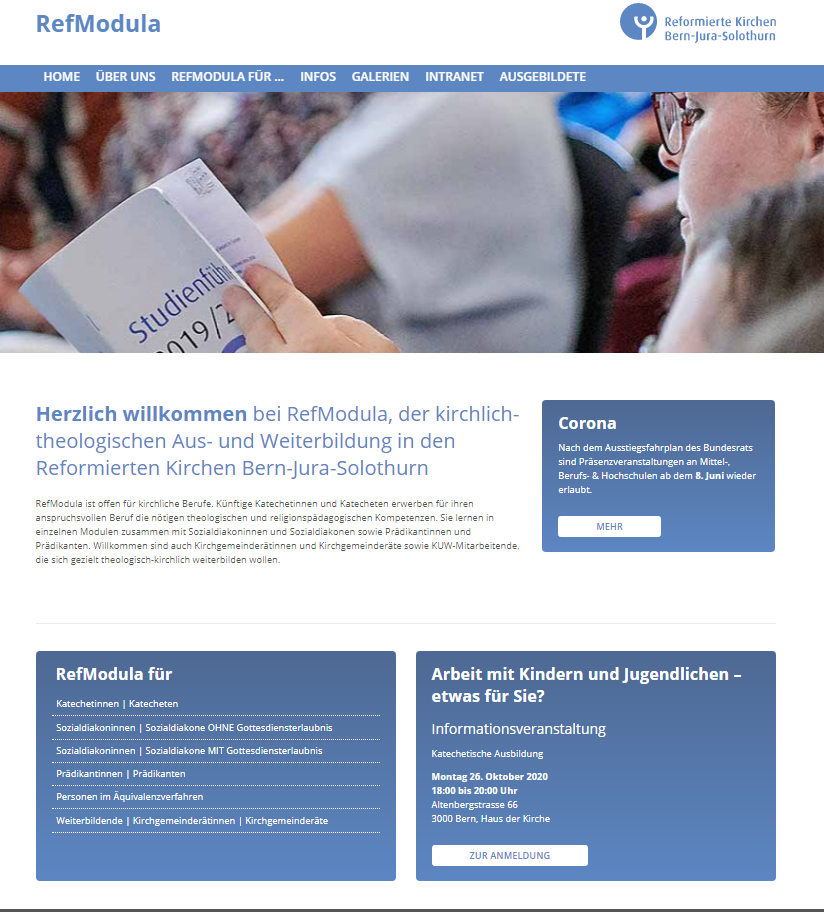 RefModula
Reformierte Kirchen
Bern-Jura-Solothurn
HOME ÜBER UNS REFMODULA FÜR ... INFOS GALERIEN INTRANET AUSGEBILDETE
Studienfüh
2019/2
Herzlich willkommen bei RefModula, der kirchlich-
theologischen Aus- und Weiterbildung in den
Reformierten Kirchen Bern-Jura-Solothurn
RefModula ist offen für kirchliche Berufe. Künftige Katechetinnen und Katecheten erwerben für ihren
anspruchsvollen Beruf die nötigen theologischen und religionspädagogischen Kompetenzen. Sie lernen in
einzelnen Modulen zusammen mit Sozialdiakoninnen und Sozialdiakonen sowie Prädikantinnen und
Prädikanten. Willkommen sind auch Kirchgemeinderätinnen und Kirchgemeinderäte sowie KUW-Mitarbeitende,
die sich gezielt theologisch-kirchlich weiterbilden wollen.
Corona
Nach dem Ausstiegsfahrplan des Bundesrats
sind Präsenzveranstaltungen an Mittel-,
Berufs- & Hochschulen ab dem 8. Juni wieder
erlaubt.
MEHR
RefModula für
Katechetinnen | Katecheten
Sozialdiakoninnen | Sozialdiakone OHNE Gottesdiensterlaubnis
Sozialdiakoninnen | Sozialdiakone MIT Gottesdiensterlaubnis
Prädikantinnen | Prädikanten
Personen im Äquivalenzverfahren
Weiterbildende | Kirchgemeinderätinnen | Kirchgemeinderäte
Arbeit mit Kindern und Jugendlichen –
etwas für Sie?
Informationsveranstaltung
Katechetische Ausbildung
Montag 26. Oktober 2020
18:00 bis 20:00 Uhr
Altenbergstrasse 66
3000 Bern, Haus der Kirche
ZUR ANMELDUNG